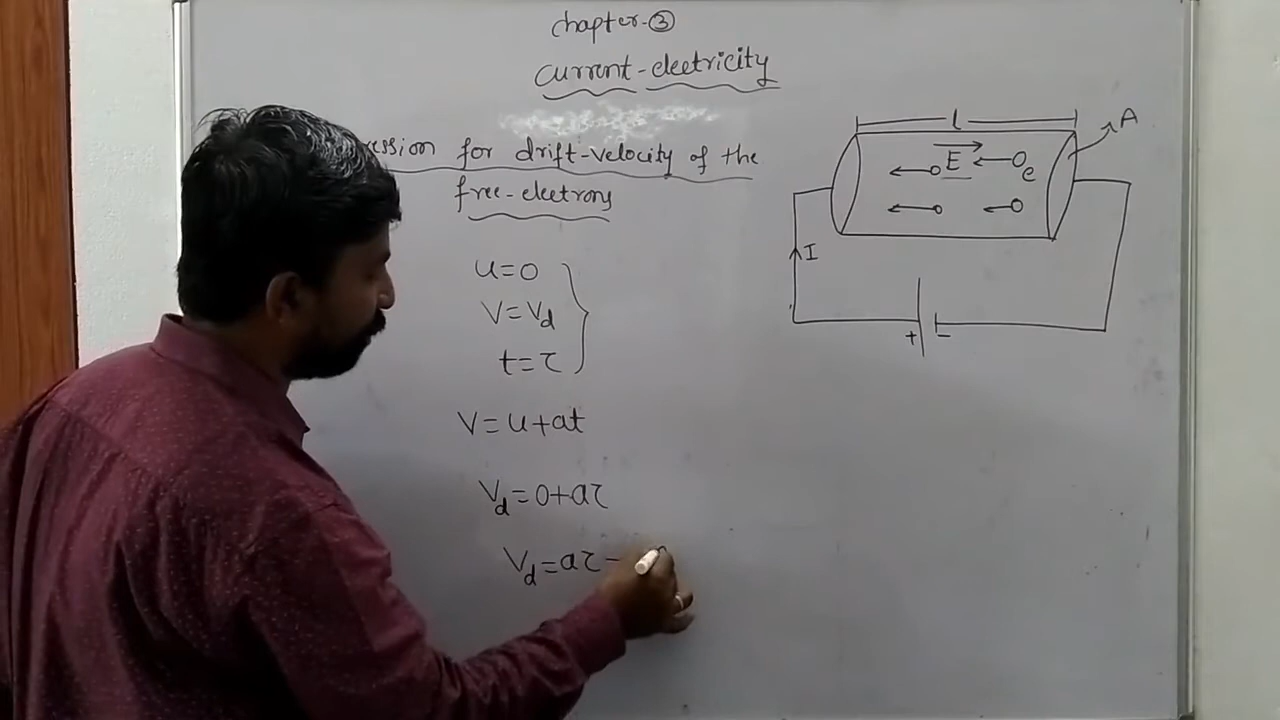 chapter-③
current-electricity
for drift-velocity of the
free-electrons
u=0
V=Vd
t=τ
V=u+at
Vd=0+aτ
Vd=aτ-
l
A
E
e
I
+ -